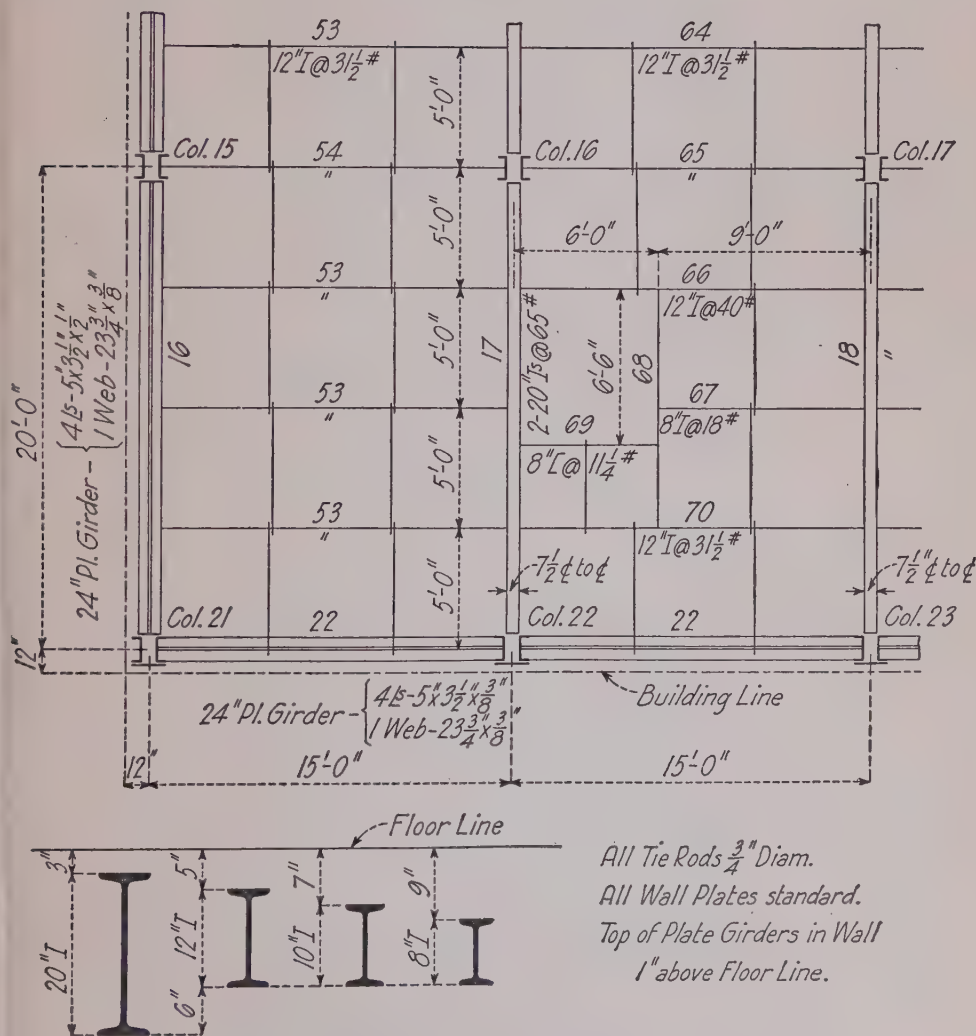 53
12"I@31½#
64
12"I@31½#
5'-0"
Col. 15
54
"
Col. 16
65
"
Col. 17
5'-0"
6'-0"
9'-0"
53
"
66
12"I@40#
20'-0"
24"Pl. Girder-{4Ls-5"x3½"x½"
1 Web-23¾"x⅜"
16
5'-0"
17
2-20"Is@65#
6'-6"
68
18
"
53
"
67
8"I@18#
69
8"[@ 11¼#
5'-0"
53
"
70
12"I@31½#
5'-0"
7½"¢ to ¢
7½"¢ to ¢
Col. 21
22
Col. 22
22
Col. 23
12"
24"Pl. Girder-{4Ls-5"x3½"x⅜"
1 Web-23¾"x⅜"
Building Line
12"
15'-0"
15'-0"
Floor Line
3"
20"I
5"
12"I
6"
7"
10"I
9"
8"I
All Tie Rods ¾" Diam.
All Wall Plates standard.
Top of Plate Girders in Wall
1" above Floor Line.